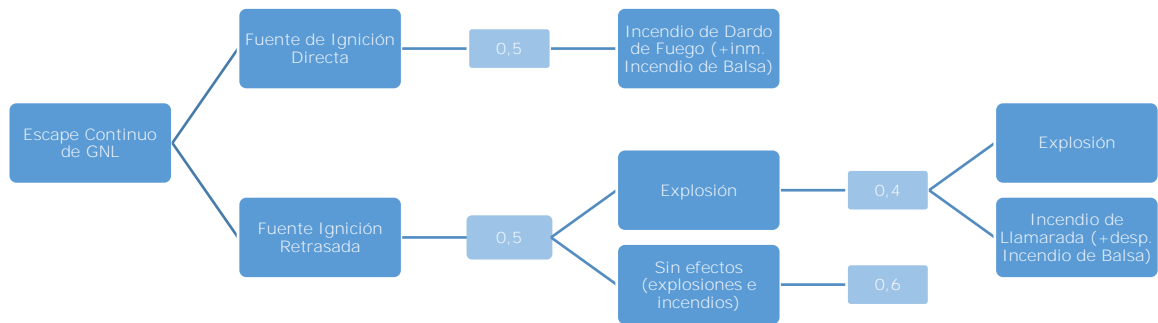 Fuente de Ignición
Directa
0,5
Incendio de Dardo
de Fuego (+inm.
Incendio de Balsa)
Escape Continuo
de GNL
Fuente Ignición
Retrasada
0,5
Explosión
0,4
Explosión
Incendio de
Llamarada (+desp.
Incendio de Balsa)
Sin efectos
(explosiones e
incendios)
0,6